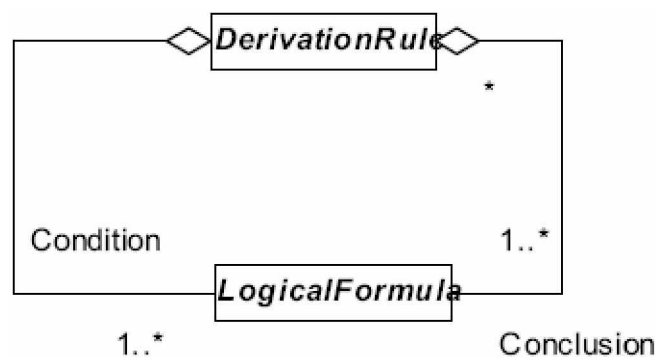 DerivationRule
*
Condition
1..*
LogicalFormula
1..*
Conclusion